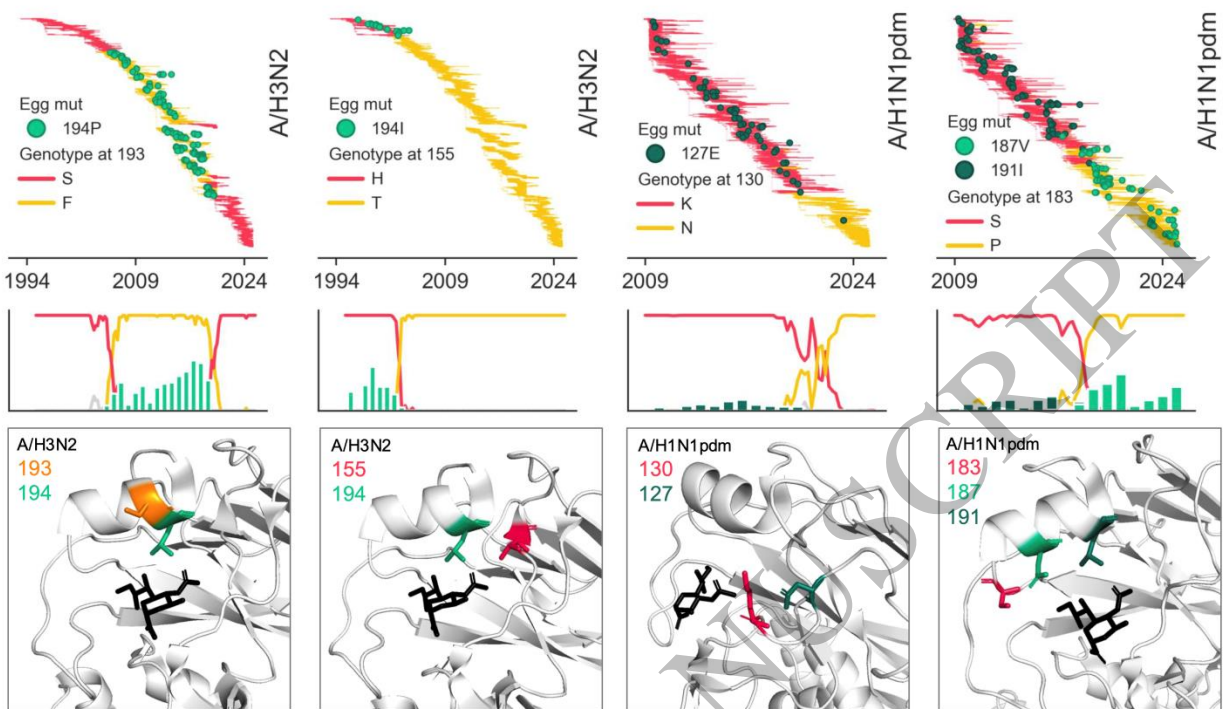 Egg mut
194P
Genotype at 193
S
F
A/H3N2
1994
2009
2024
Egg mut
194I
Genotype at 155
H
T
A/H3N2
1994
2009
2024
Egg mut
127E
Genotype at 130
K
N
A/H1N1pdm
2009
2024
Egg mut
187V
191I
Genotype at 183
S
P
A/H1N1pdm
2009
2024
A/H3N2
193
194
A/H3N2
155
194
A/H1N1pdm
130
127
A/H1N1pdm
183
187
191
NUSCRIPT